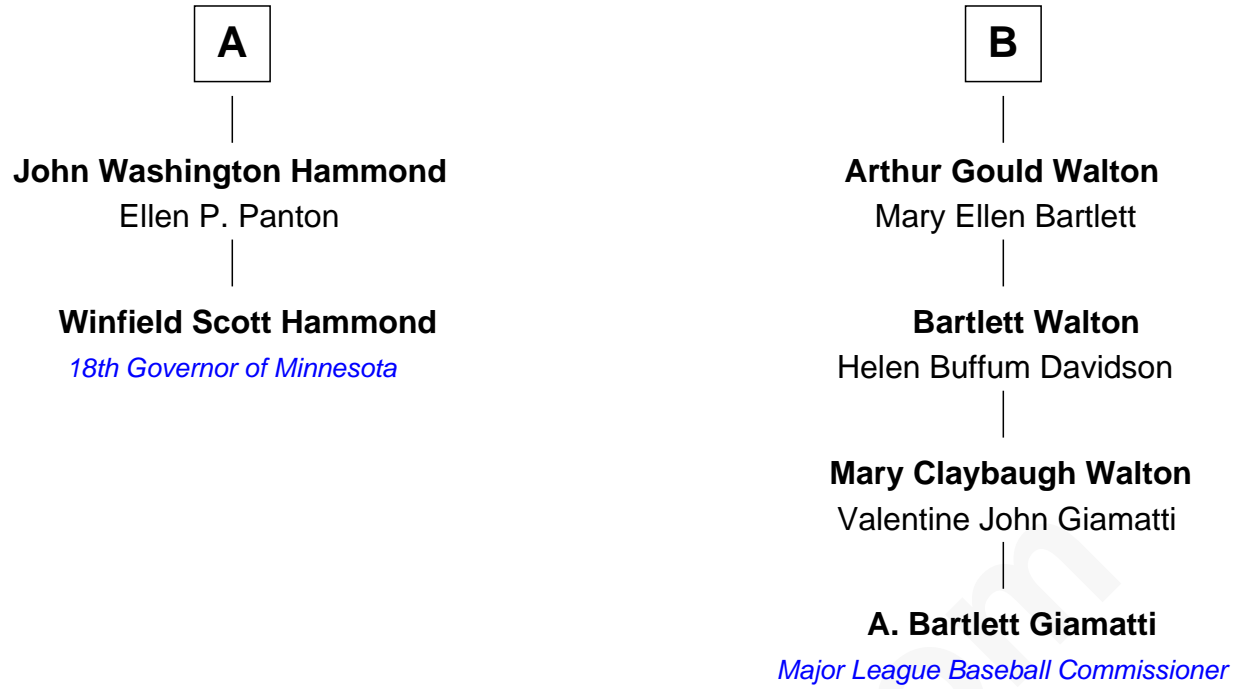 A
John Washington Hammond
Ellen P. Panton
Winfield Scott Hammond
18th Governor of Minnesota
B
Arthur Gould Walton
Mary Ellen Bartlett
Bartlett Walton
Helen Buffum Davidson
Mary Claybaugh Walton
Valentine John Giamatti
A. Bartlett Giamatti
Major League Baseball Commissioner